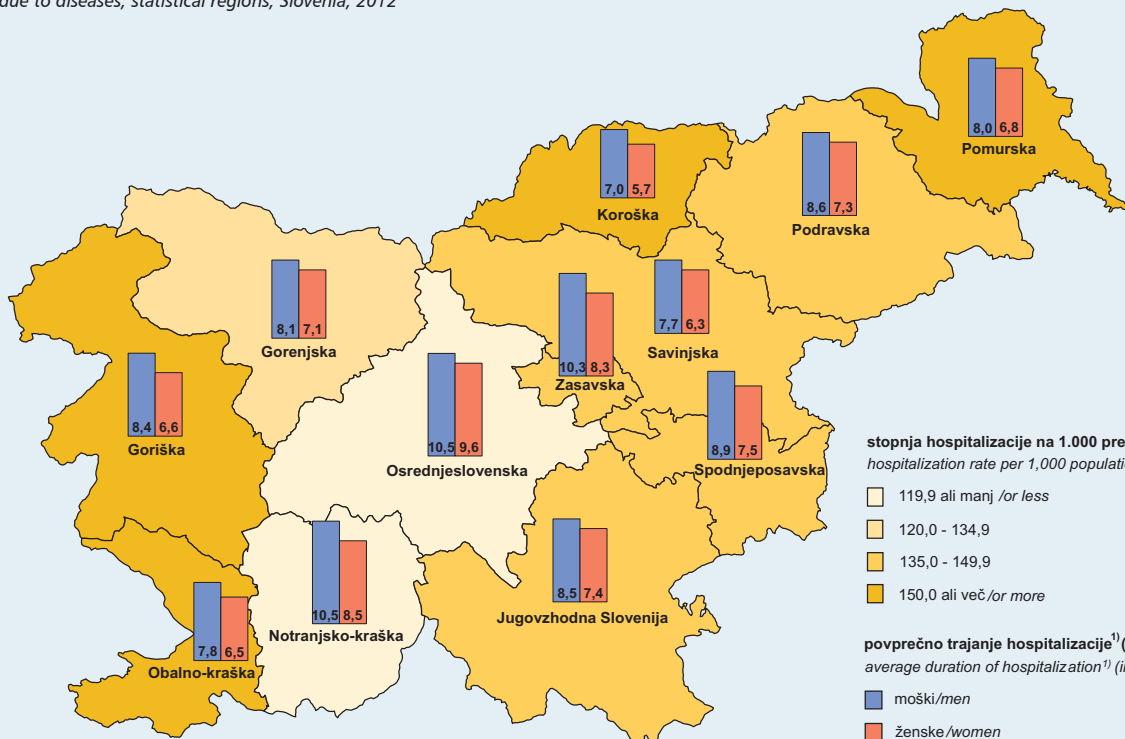 due to diseases, statistical regions, Slovenia, 2012
8,0 6,8
Pomurska
7,0 5,7
Koroška
8,6 7,3
Podravska
8,1 7,1
Gorenjska
7,7 6,3
Savinjska
10,3 8,3
Zasavska
8,4 6,6
Goriška
10,5 9,6
Osrednjeslovenska
8,9 7,5
Spodnjeposavska
10,5 8,5
Notranjsko-kraška
8,5 7,4
Jugovzhodna Slovenija
7,8 6,5
Obalno-kraška
stopnja hospitalizacije na 1.000
hospitalization rate per 1,000
119,9 ali manj /or less
120,0 - 134,9
135,0 - 149,9
150,0 ali več/or more
povprečno trajanje hospitalizacije¹⁾(
average duration of hospitalization¹⁾
moški/men
ženske/women